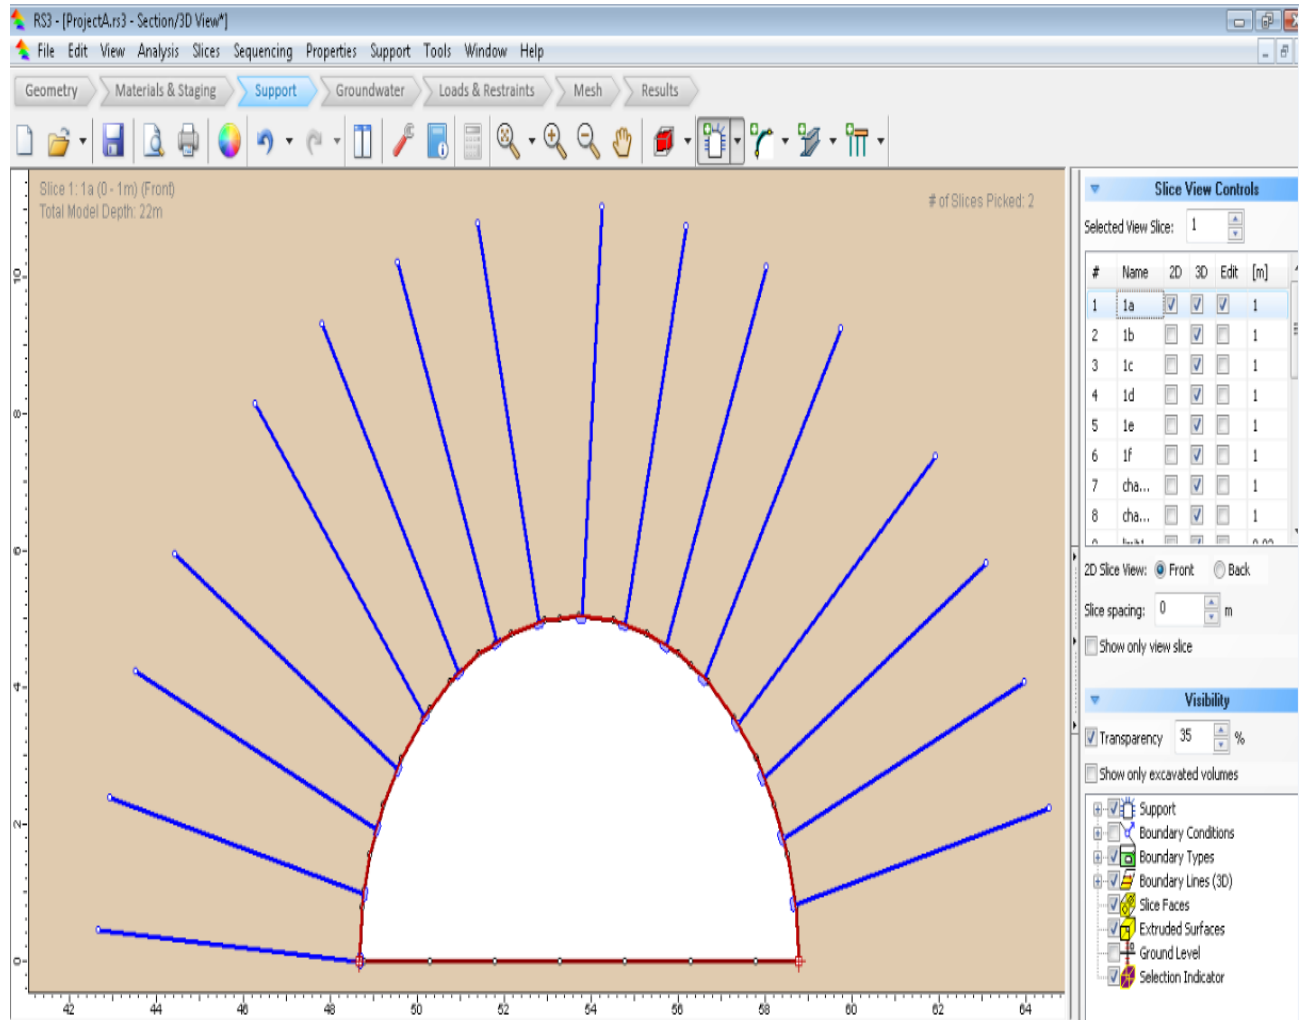 RS3 - [ProjectA.rs3 - Section/3D View*]
File Edit View Analysis Slices Sequencing Properties Support Tools Window Help
Geometry Materials & Staging Support Groundwater Loads & Restraints Mesh Results
Slice 1: 1a (0 - 1m) (Front)
Total Model Depth: 22m
# of Slices Picked: 2
10
8
6
4
2
0
42 44 46 48 50 52 54 56 58 60 62 64
Slice View Controls
Selected View Slice: 1
# Name 2D 3D Edit [m]
1 1a 1
2 1b 1
3 1c 1
4 1d 1
5 1e 1
6 1f 1
7 cha... 1
8 cha... 1
2D Slice View: Front Back
Slice spacing: 0 m
Show only view slice
Visibility
Transparency 35 %
Show only excavated volumes
Support
Boundary Conditions
Boundary Types
Boundary Lines (3D)
Slice Faces
Extruded Surfaces
Ground Level
Selection Indicator